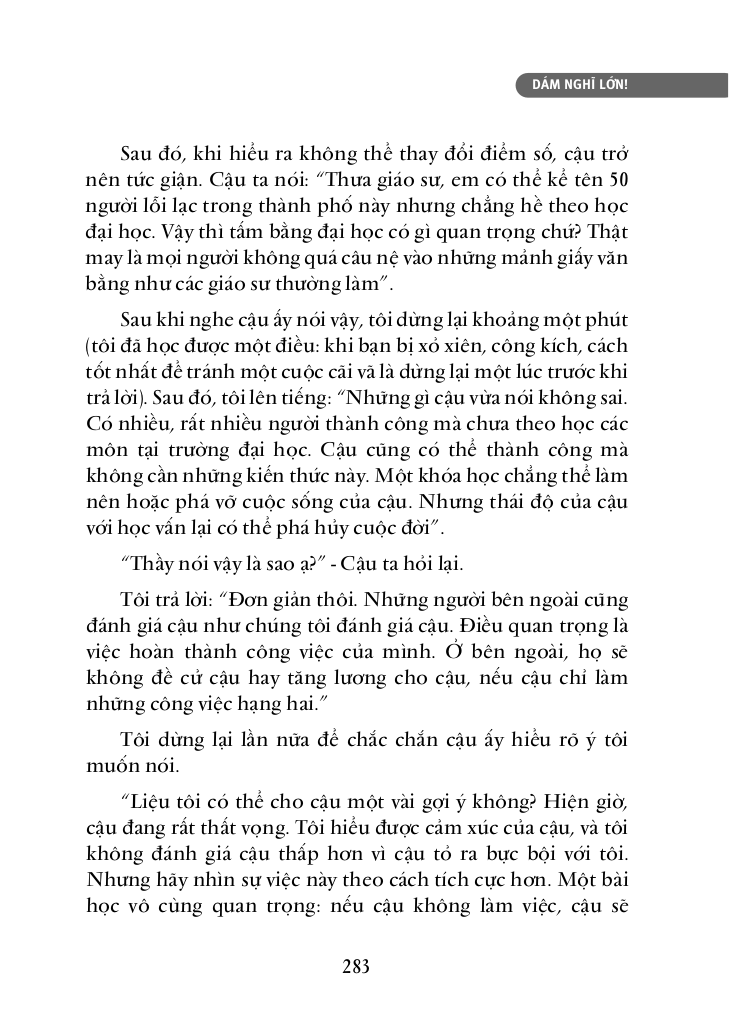 DÁM NGHĨ LỚN!
Sau đó, khi hiểu ra không thể thay đổi điểm số, cậu trở
nên tức giận. Cậu ta nói: “Thưa giáo sư, em có thể kể tên 50
người lỗi lạc trong thành phố này nhưng chẳng hề theo học
đại học. Vậy thì tấm bằng đại học có gì quan trọng chứ? Thật
may là mọi người không quá câu nệ vào những mảnh giấy văn
bằng như các giáo sư thường làm”.
Sau khi nghe cậu ấy nói vậy, tôi dừng lại khoảng một phút
(tôi đã học được một điều: khi bạn bị xỏ xiên, công kích, cách
tốt nhất để tránh một cuộc cãi vã là dừng lại một lúc trước khi
trả lời). Sau đó, tôi lên tiếng: “Những gì cậu vừa nói không sai.
Có nhiều, rất nhiều người thành công mà chưa theo học các
môn tại trường đại học. Cậu cũng có thể thành công mà
không cần những kiến thức này. Một khóa học chẳng thể làm
nên hoặc phá vỡ cuộc sống của cậu. Nhưng thái độ của cậu
với học vấn lại có thể phá hủy cuộc đời”.
“Thầy nói vậy là sao ạ?” - Cậu ta hỏi lại.
Tôi trả lời: “Đơn giản thôi. Những người bên ngoài cũng
đánh giá cậu như chúng tôi đánh giá cậu. Điều quan trọng là
việc hoàn thành công việc của mình. Ở bên ngoài, họ sẽ
không đề cử cậu hay tăng lương cho cậu, nếu cậu chỉ làm
những công việc hạng hai.”
Tôi dừng lại lần nữa để chắc chắn cậu ấy hiểu rõ ý tôi
muốn nói.
“Liệu tôi có thể cho cậu một vài gợi ý không? Hiện giờ,
cậu đang rất thất vọng. Tôi hiểu được cảm xúc của cậu, và tôi
không đánh giá cậu thấp hơn vì cậu tỏ ra bực bội với tôi.
Nhưng hãy nhìn sự việc này theo cách tích cực hơn. Một bài
học vô cùng quan trọng: nếu cậu không làm việc, cậu sẽ
283